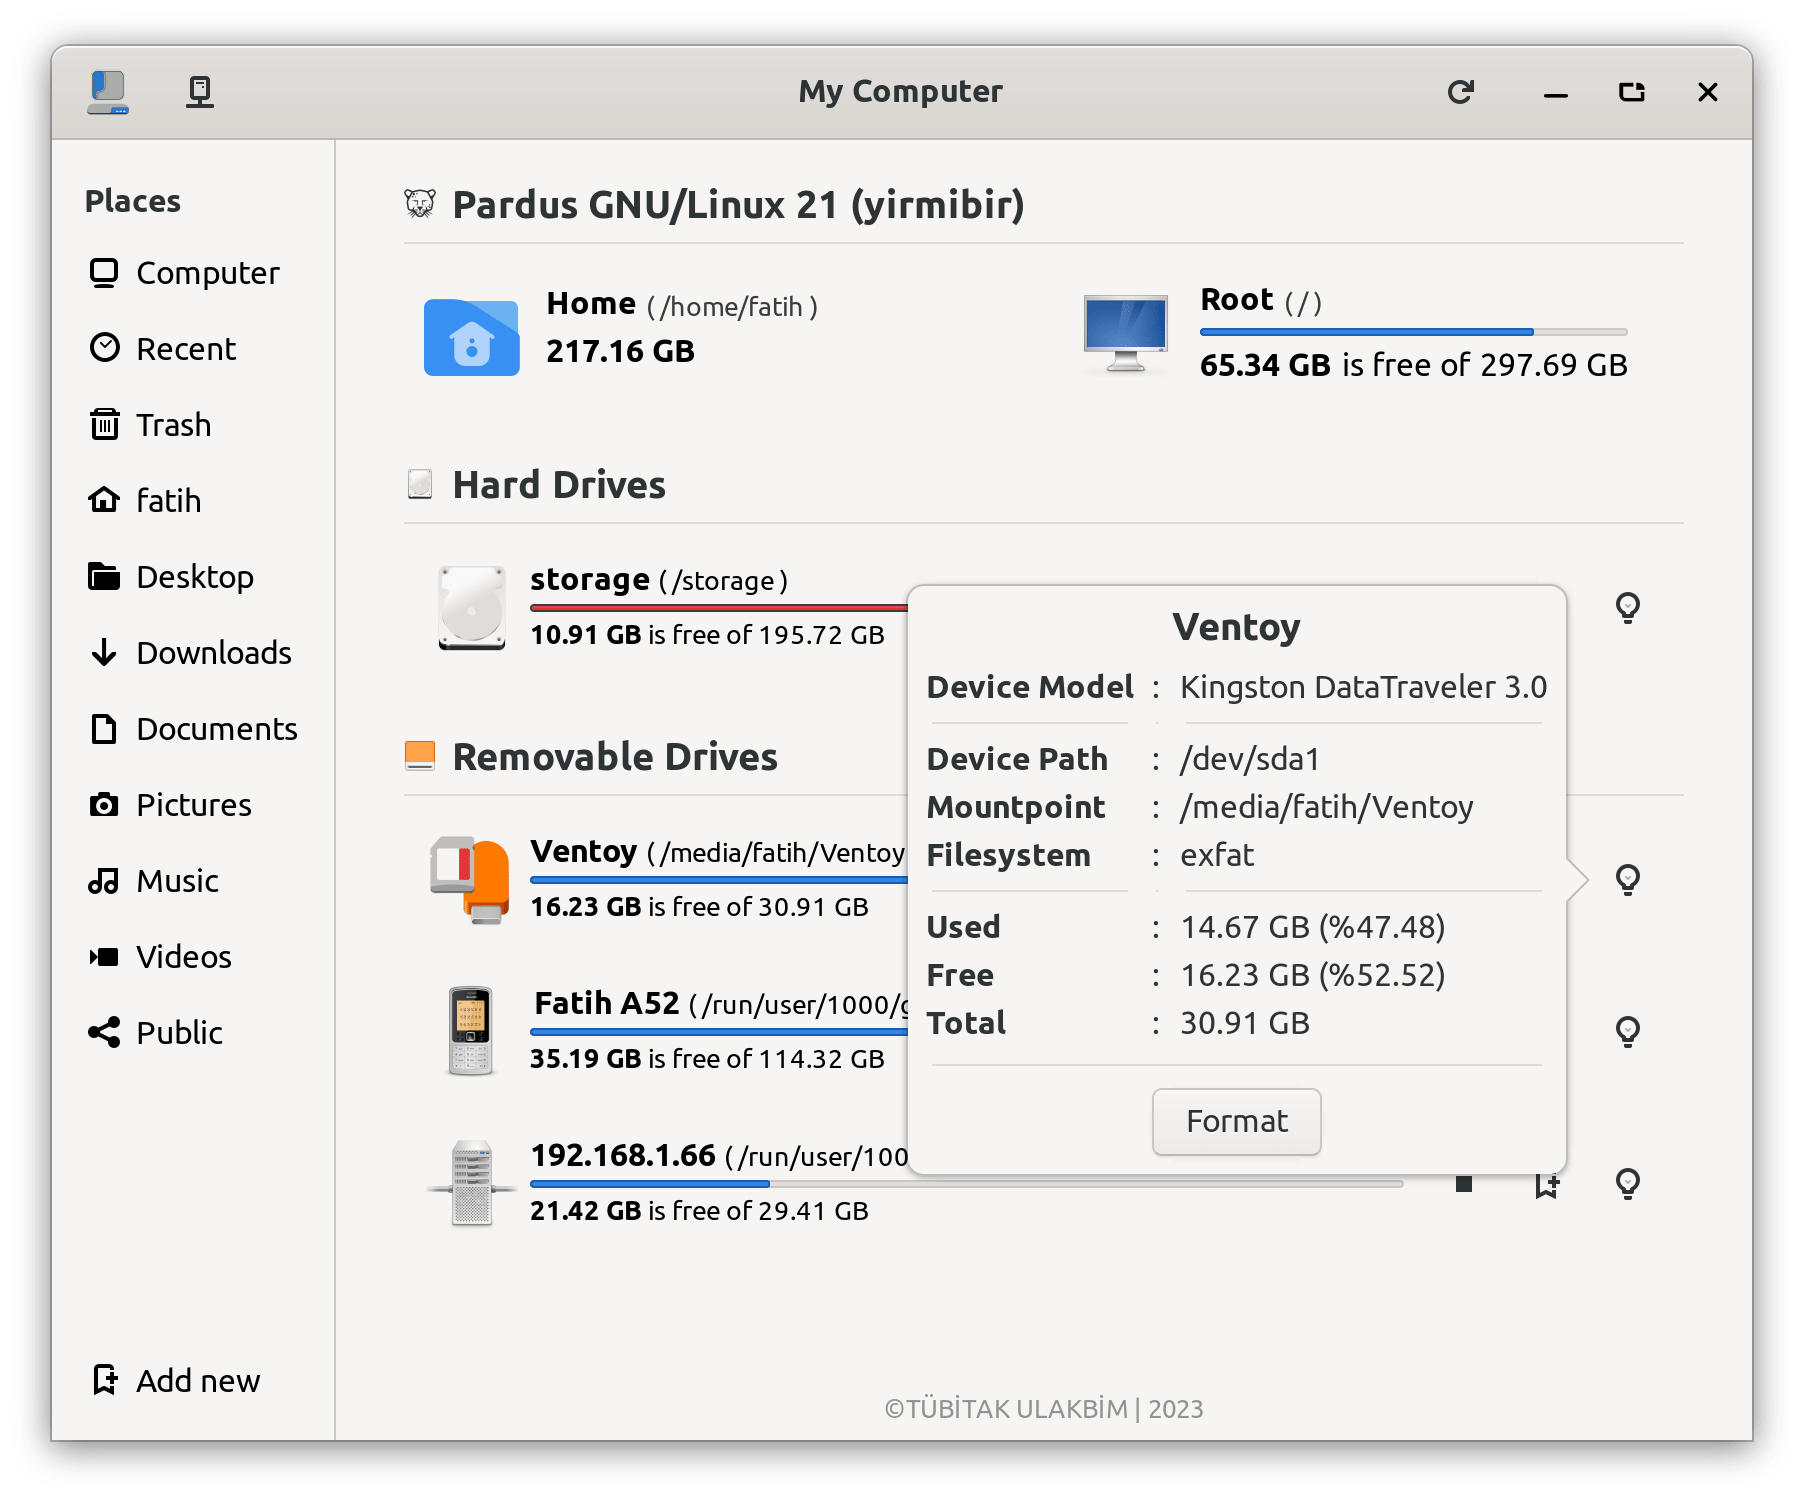 My Computer
Places
Computer
Recent
Trash
fatih
Desktop
Downloads
Documents
Pictures
Music
Videos
Public
Add new
Pardus GNU/Linux 21 (yirmibir)
Home ( /home/fatih )
217.16 GB
Root ( / )
65.34 GB is free of 297.69 GB
Hard Drives
storage ( /storage )
10.91 GB is free of 195.72 GB
Removable Drives
Ventoy ( /media/fatih/Ventoy
16.23 GB is free of 30.91 GB
Fatih A52 ( /run/user/1000/g
35.19 GB is free of 114.32 GB
192.168.1.66 ( /run/user/100
21.42 GB is free of 29.41 GB
Ventoy
Device Model : Kingston DataTraveler 3.0
Device Path : /dev/sda1
Mountpoint : /media/fatih/Ventoy
Filesystem : exfat
Used : 14.67 GB (%47.48)
Free : 16.23 GB (%52.52)
Total : 30.91 GB
Format
©TÜBİTAK ULAKBİM | 2023